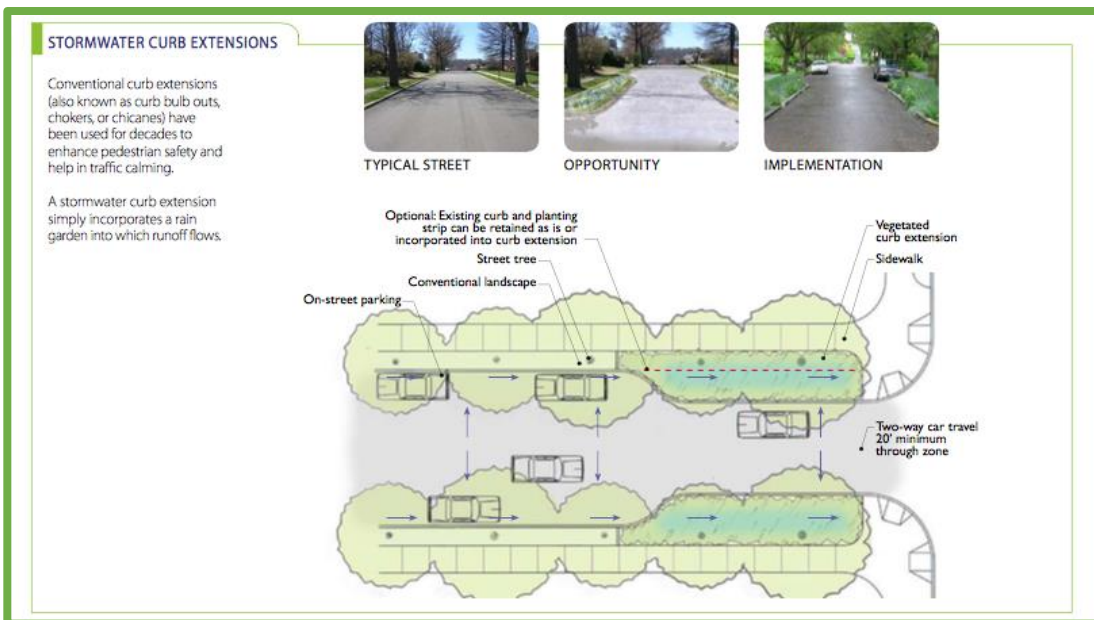 STORMWATER CURB EXTENSIONS
Conventional curb extensions
(also known as curb bulb outs,
chokers, or chicanes) have
been used for decades to
enhance pedestrian safety and
help in traffic calming.
A stormwater curb extension
simply incorporates a rain
garden into which runoff flows.
TYPICAL STREET
OPPORTUNITY
IMPLEMENTATION
Optional: Existing curb and planting
strip can be retained as is or
incorporated into curb extension
Street tree
Conventional landscape
On-street parking
Vegetated
curb extension
Sidewalk
Two-way car travel
20' minimum
through zone